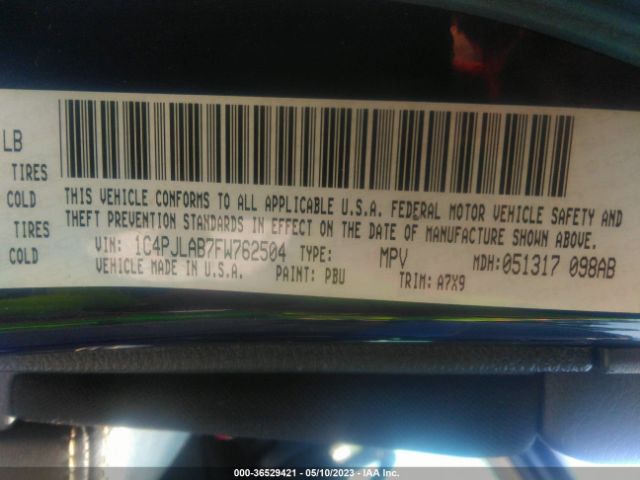 LB
TIRES
COLD
TIRES
COLD
THIS VEHICLE CONFORMS TO ALL APPLICABLE U.S.A. FEDERAL MOTOR VEHICLE SAFETY AND
THEFT PREVENTION STANDARDS IN EFFECT ON THE DATE OF MANUFACTURE SHOWN ABOVE.
VIN: 1C4PJLAB7FW762504 TYPE: MPV MDH:051317 098AB
MADE IN U.S.A. PAINT: PBU TRIM: A7X9
000-36529421 - 05/10/2023 - IAA Inc.